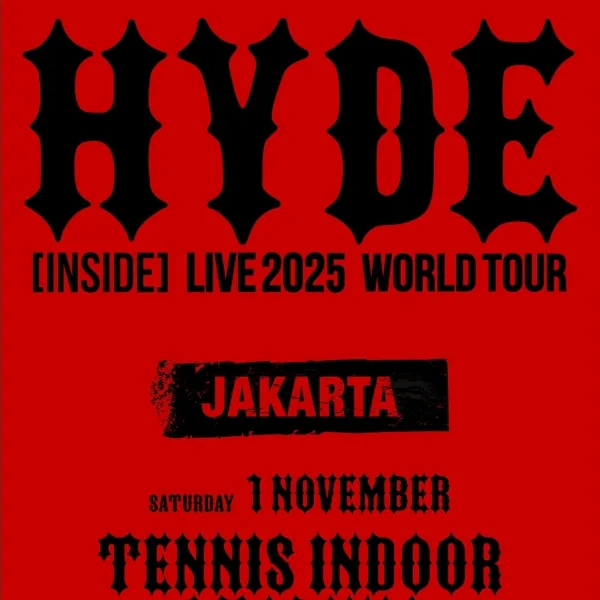 HYDE
[INSIDE] LIVE 2025 WORLD TOUR
JAKARTA
SATURDAY 1 NOVEMBER
TENNIS INDOOR